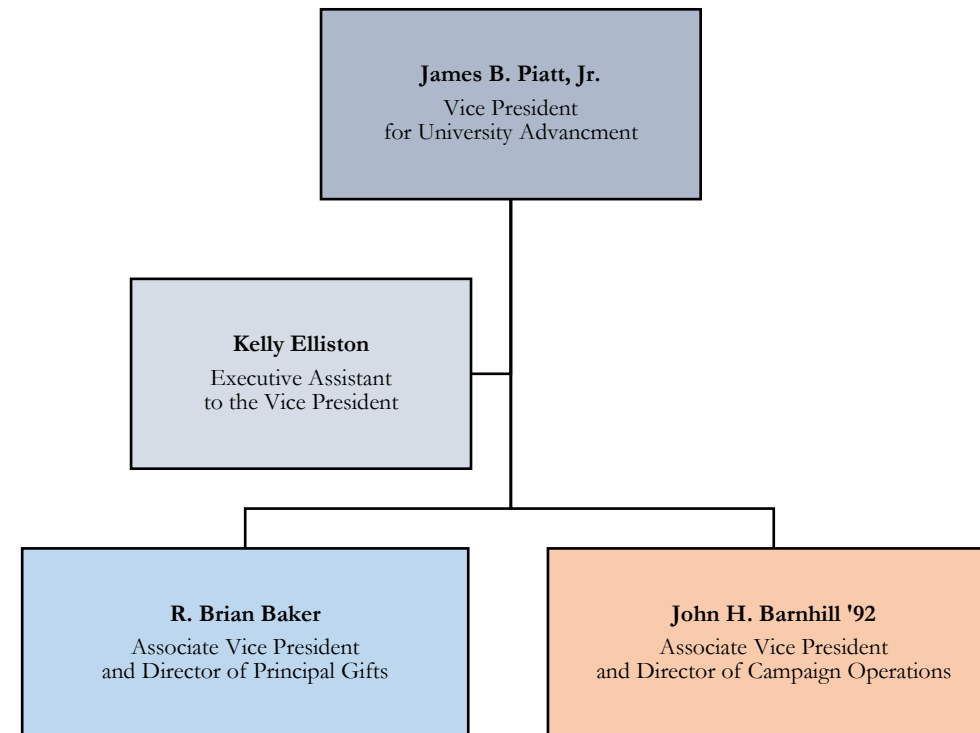 James B. Piatt, Jr.
Vice President
for University Advancment
Kelly Elliston
Executive Assistant
to the Vice President
R. Brian Baker
Associate Vice President
and Director of Principal Gifts
John H. Barnhill '92
Associate Vice President
and Director of Campaign Operations